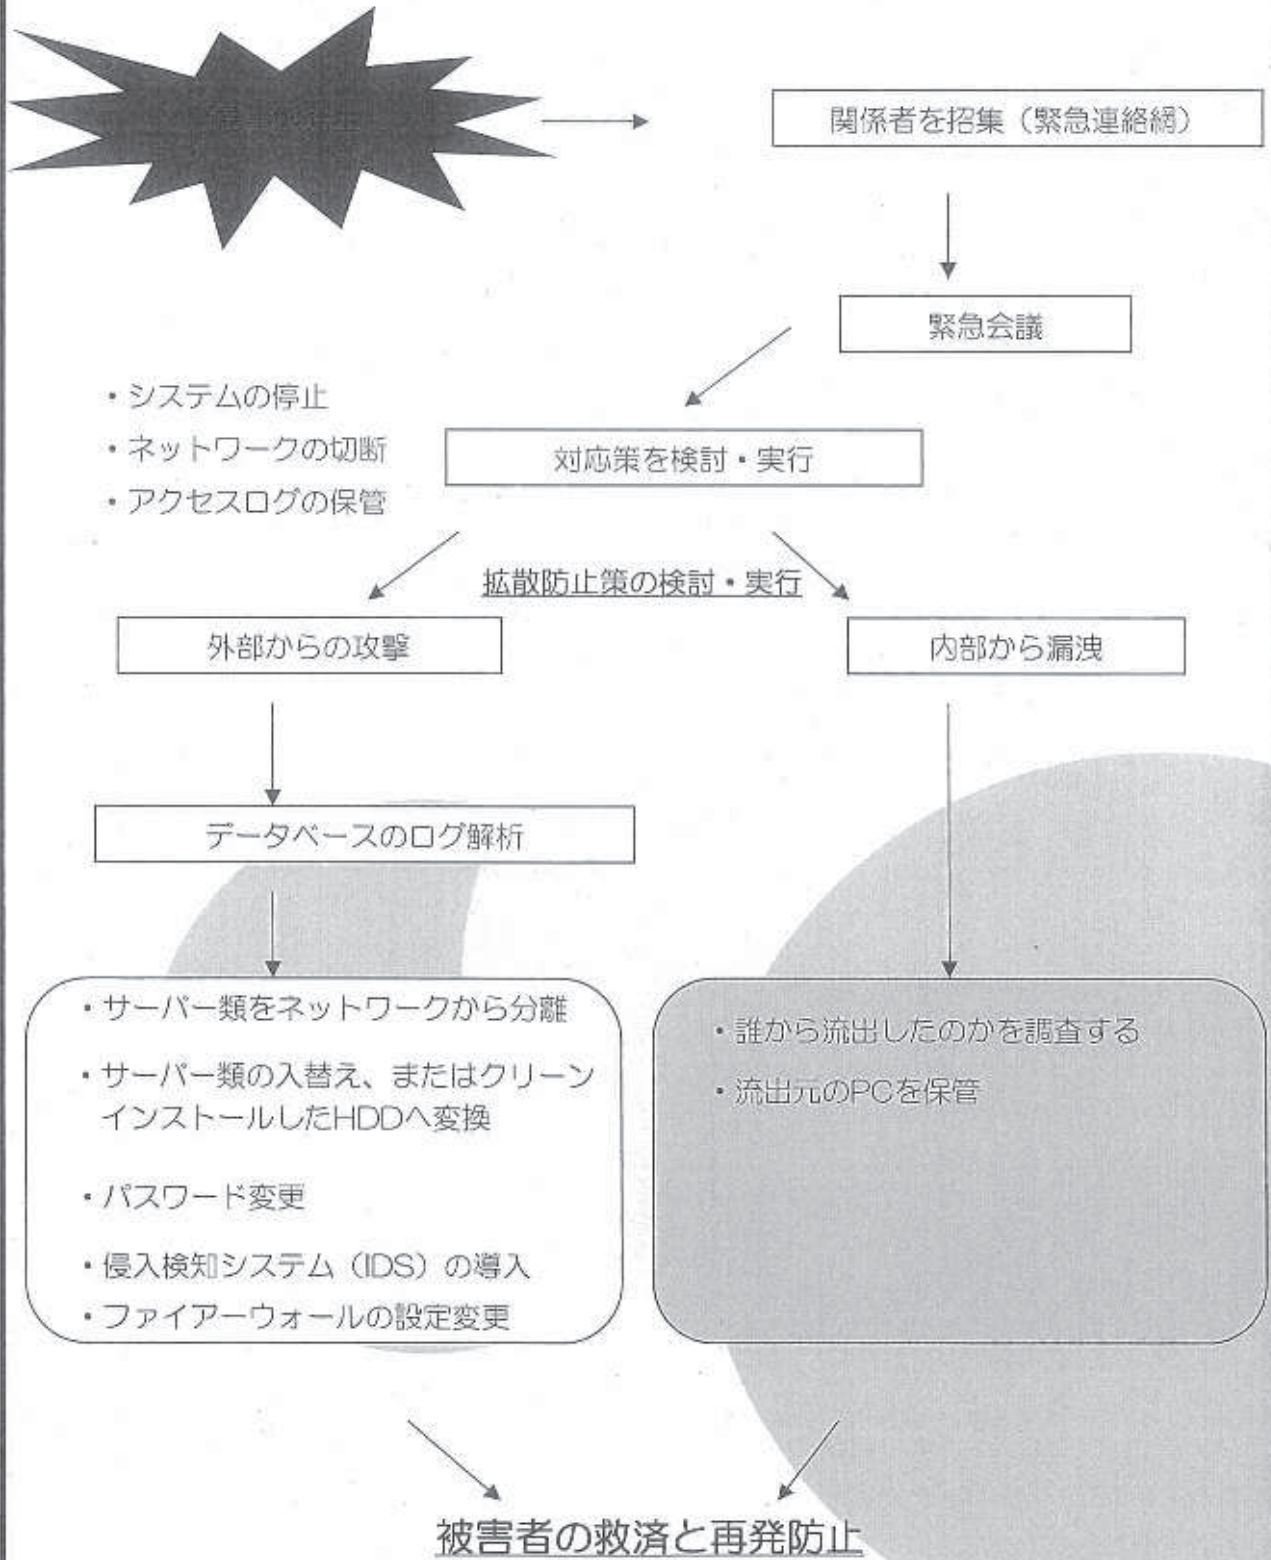 関係者を招集（緊急連絡網）
緊急会議
・システムの停止
・ネットワークの切断
・アクセスログの保管
対応策を検討・実行
拡散防止策の検討・実行
外部からの攻撃
内部から漏洩
データベースのログ解析
・サーバー類をネットワークから分離
・サーバー類の入替え、またはクリーン
インストールしたHDDへ変換
・パスワード変更
・侵入検知システム（IDS）の導入
・ファイアーウォールの設定変更
・誰から流出したのかを調査する
・流出元のPCを保管
被害者の救済と再発防止